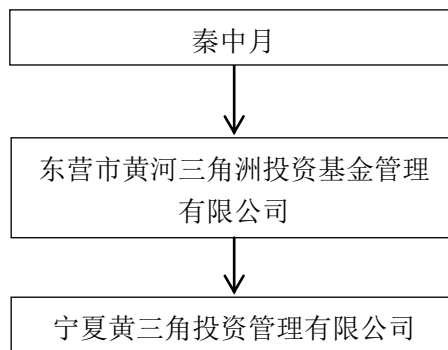 秦中月
东营市黄河三角洲投资基金管理
有限公司
宁夏黄三角投资管理有限公司